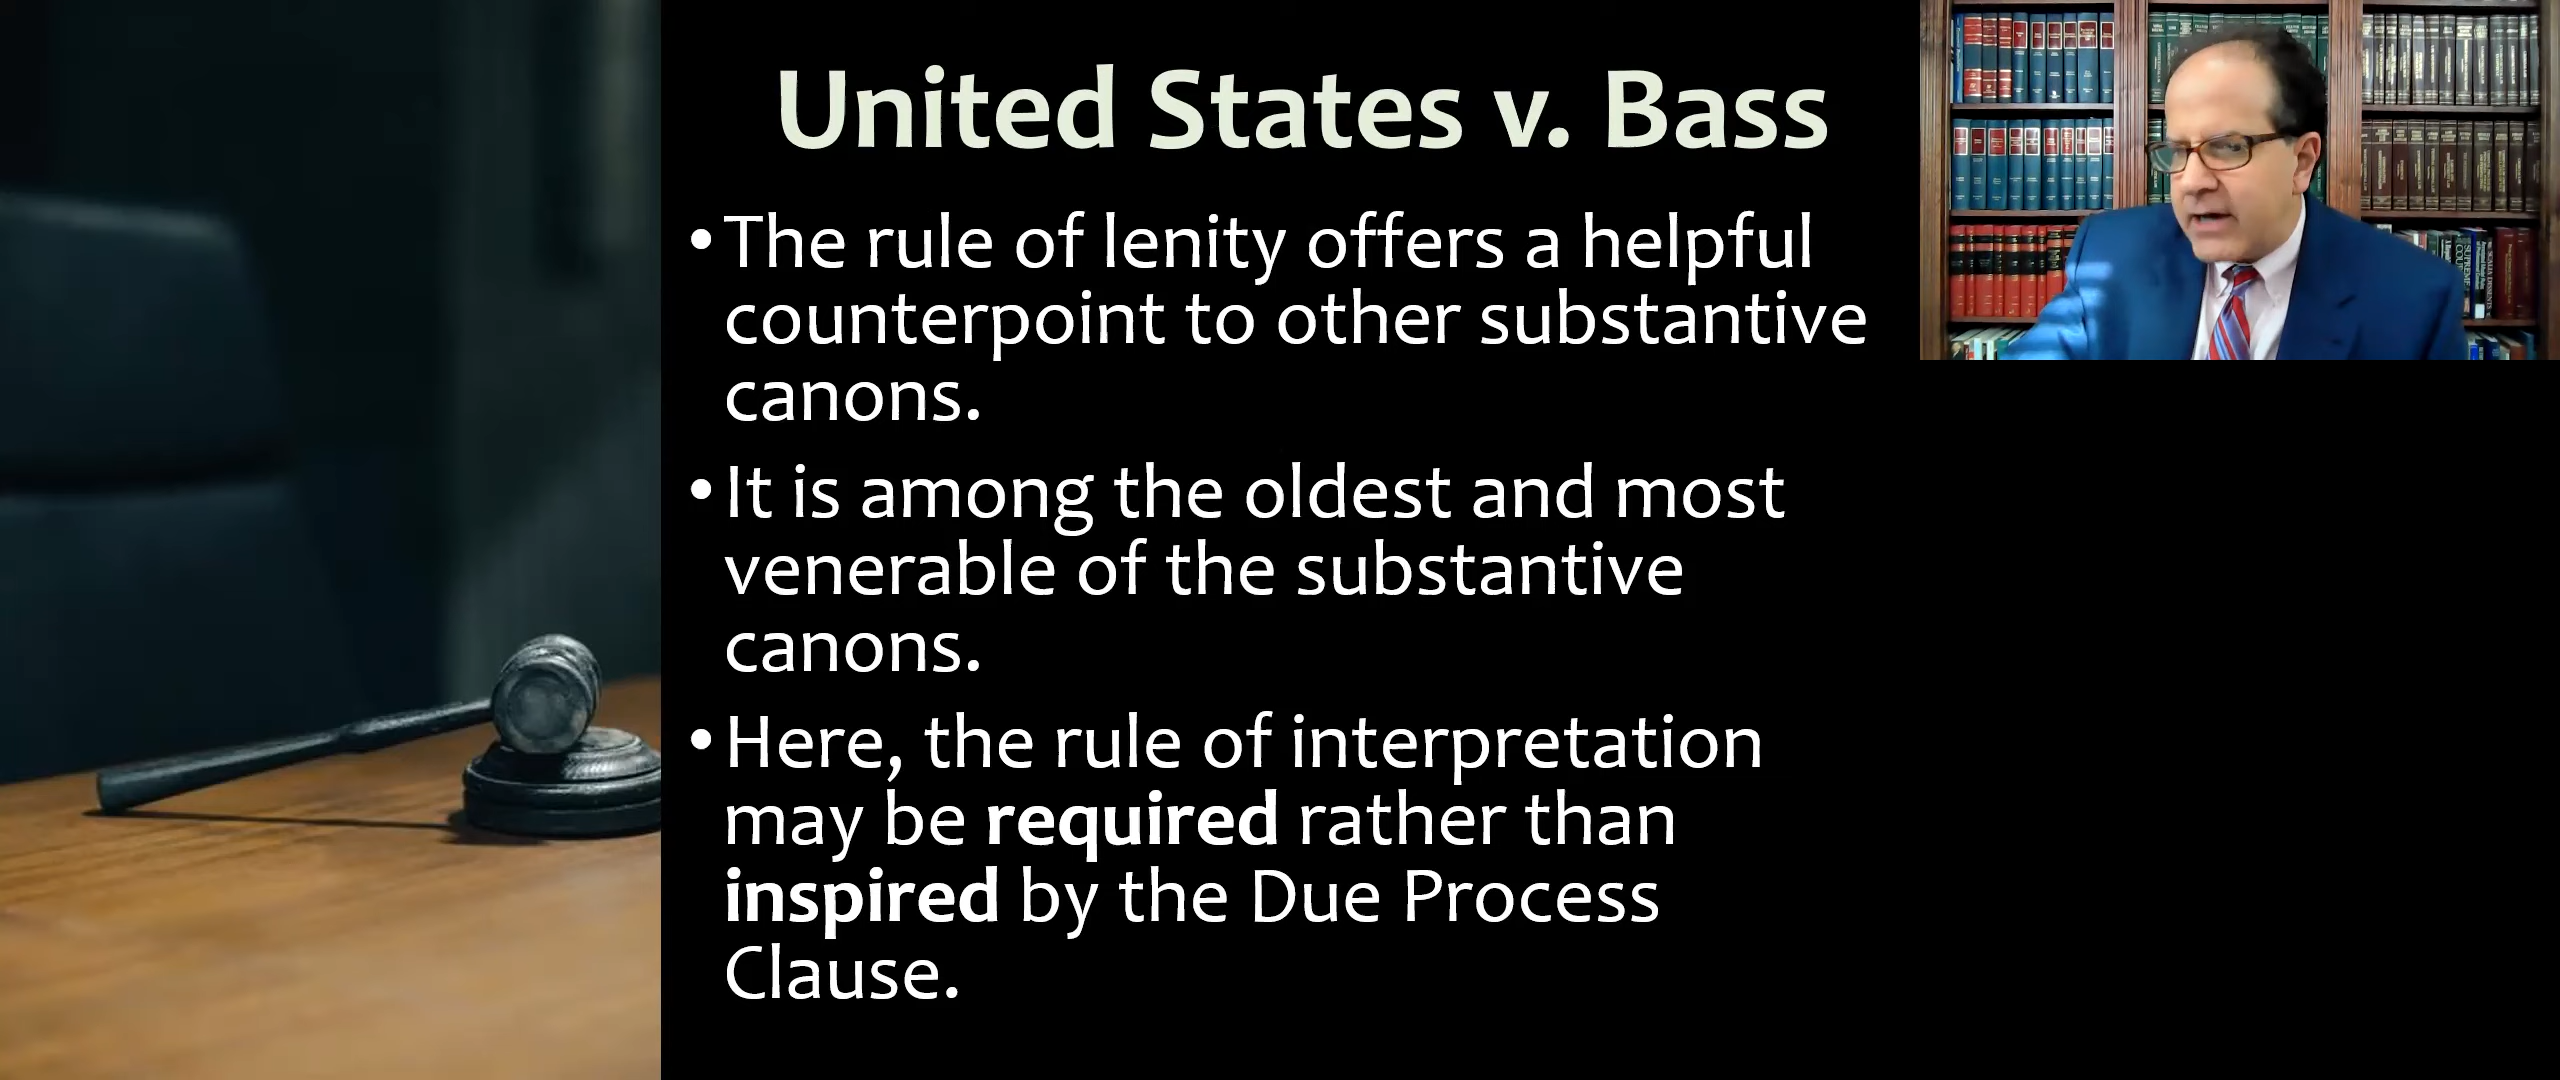 United States v. Bass
•The rule of lenity offers a helpful
counterpoint to other substantive
canons.
•It is among the oldest and most
venerable of the substantive
canons.
•Here, the rule of interpretation
may be required rather than
inspired by the Due Process
Clause.